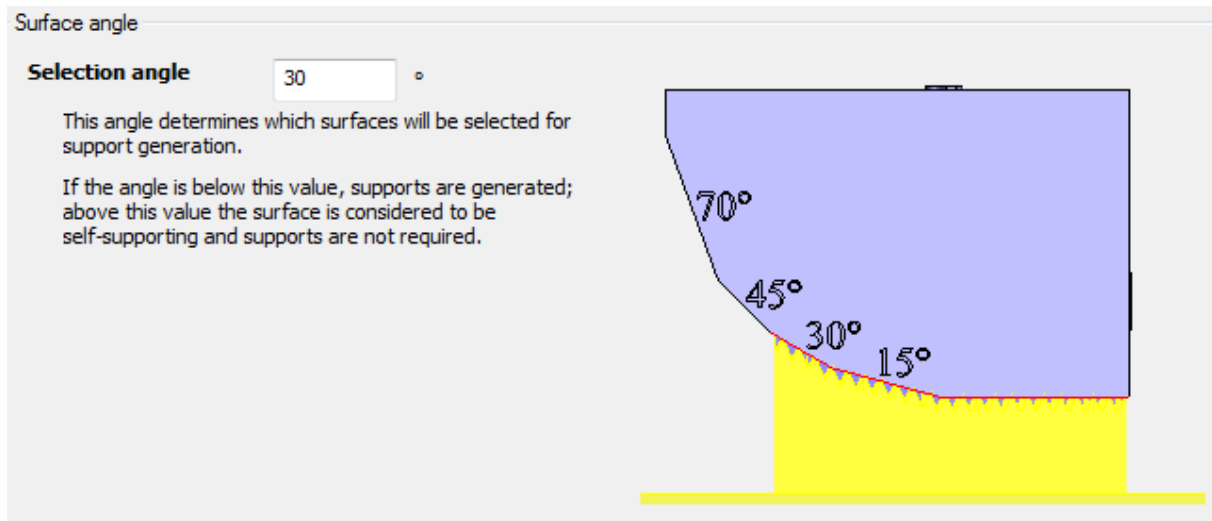 Surface angle
Selection angle 30 °
This angle determines which surfaces will be selected for
support generation.
If the angle is below this value, supports are generated;
above this value the surface is considered to be
self-supporting and supports are not required.
70°
45°
30°
15°